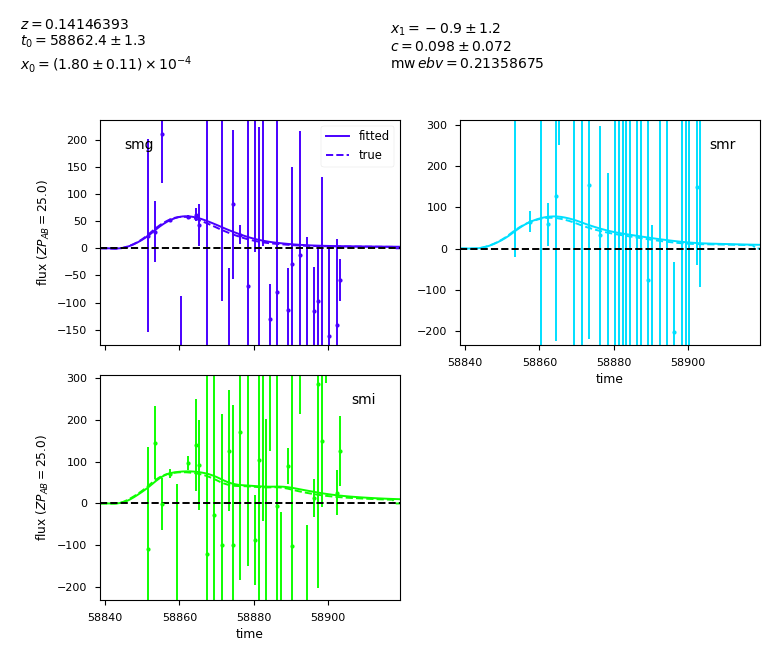 z = 0.14146393
t₀ = 58862.4 ± 1.3
x₀ = (1.80 ± 0.11) × 10⁻⁴
x₁ = −0.9 ± 1.2
c = 0.098 ± 0.072
mw ebv = 0.21358675
smg
fitted
true
200
150
100
50
0
−50
−100
−150
flux (ZP_AB = 25.0)
smr
300
200
100
0
−100
−200
58840 58860 58880 58900
time
smi
300
200
100
0
−100
−200
flux (ZP_AB = 25.0)
58840 58860 58880 58900
time